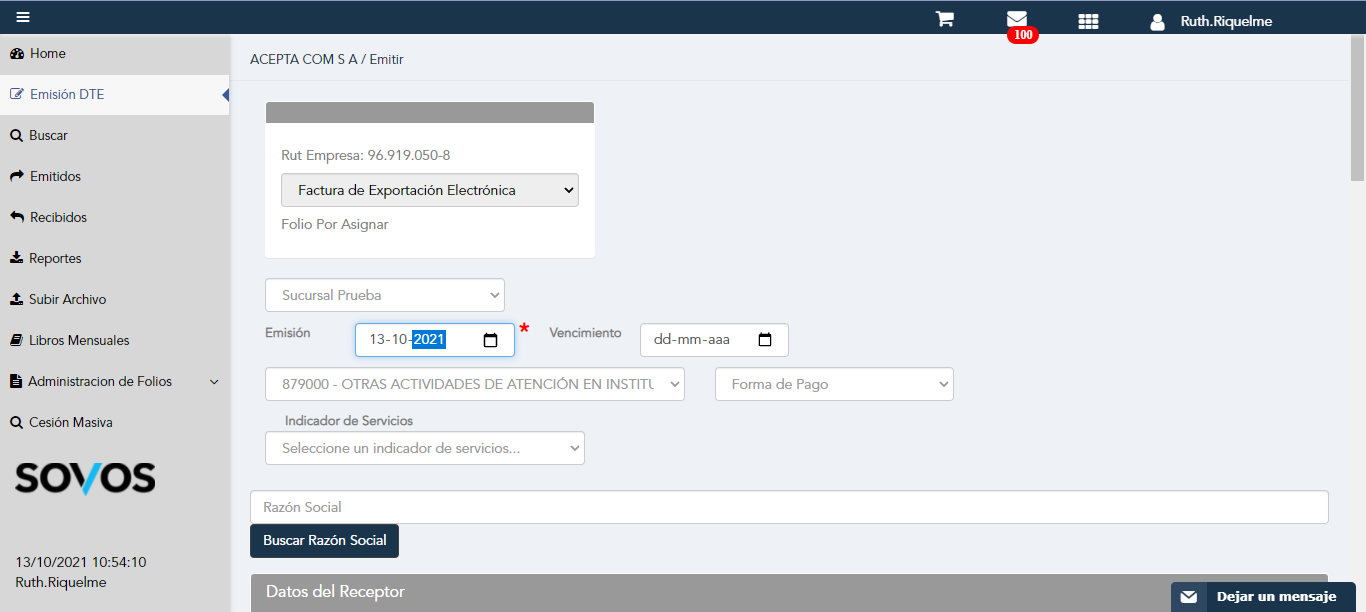 Ruth.Riquelme
100
Home
Emisión DTE
Buscar
Emitidos
Recibidos
Reportes
Subir Archivo
Libros Mensuales
Administracion de Folios
Cesión Masiva
SOVOS
13/10/2021 10:54:10
Ruth.Riquelme
ACEPTA COM S A / Emitir
Rut Empresa: 96.919.050-8
Factura de Exportación Electrónica
Folio Por Asignar
Sucursal Prueba
Emisión 13-10-2021 * Vencimiento dd-mm-aaa
879000 - OTRAS ACTIVIDADES DE ATENCIÓN EN INSTITU Forma de Pago
Indicador de Servicios
Seleccione un indicador de servicios...
Razón Social
Buscar Razón Social
Datos del Receptor
Dejar un mensaje